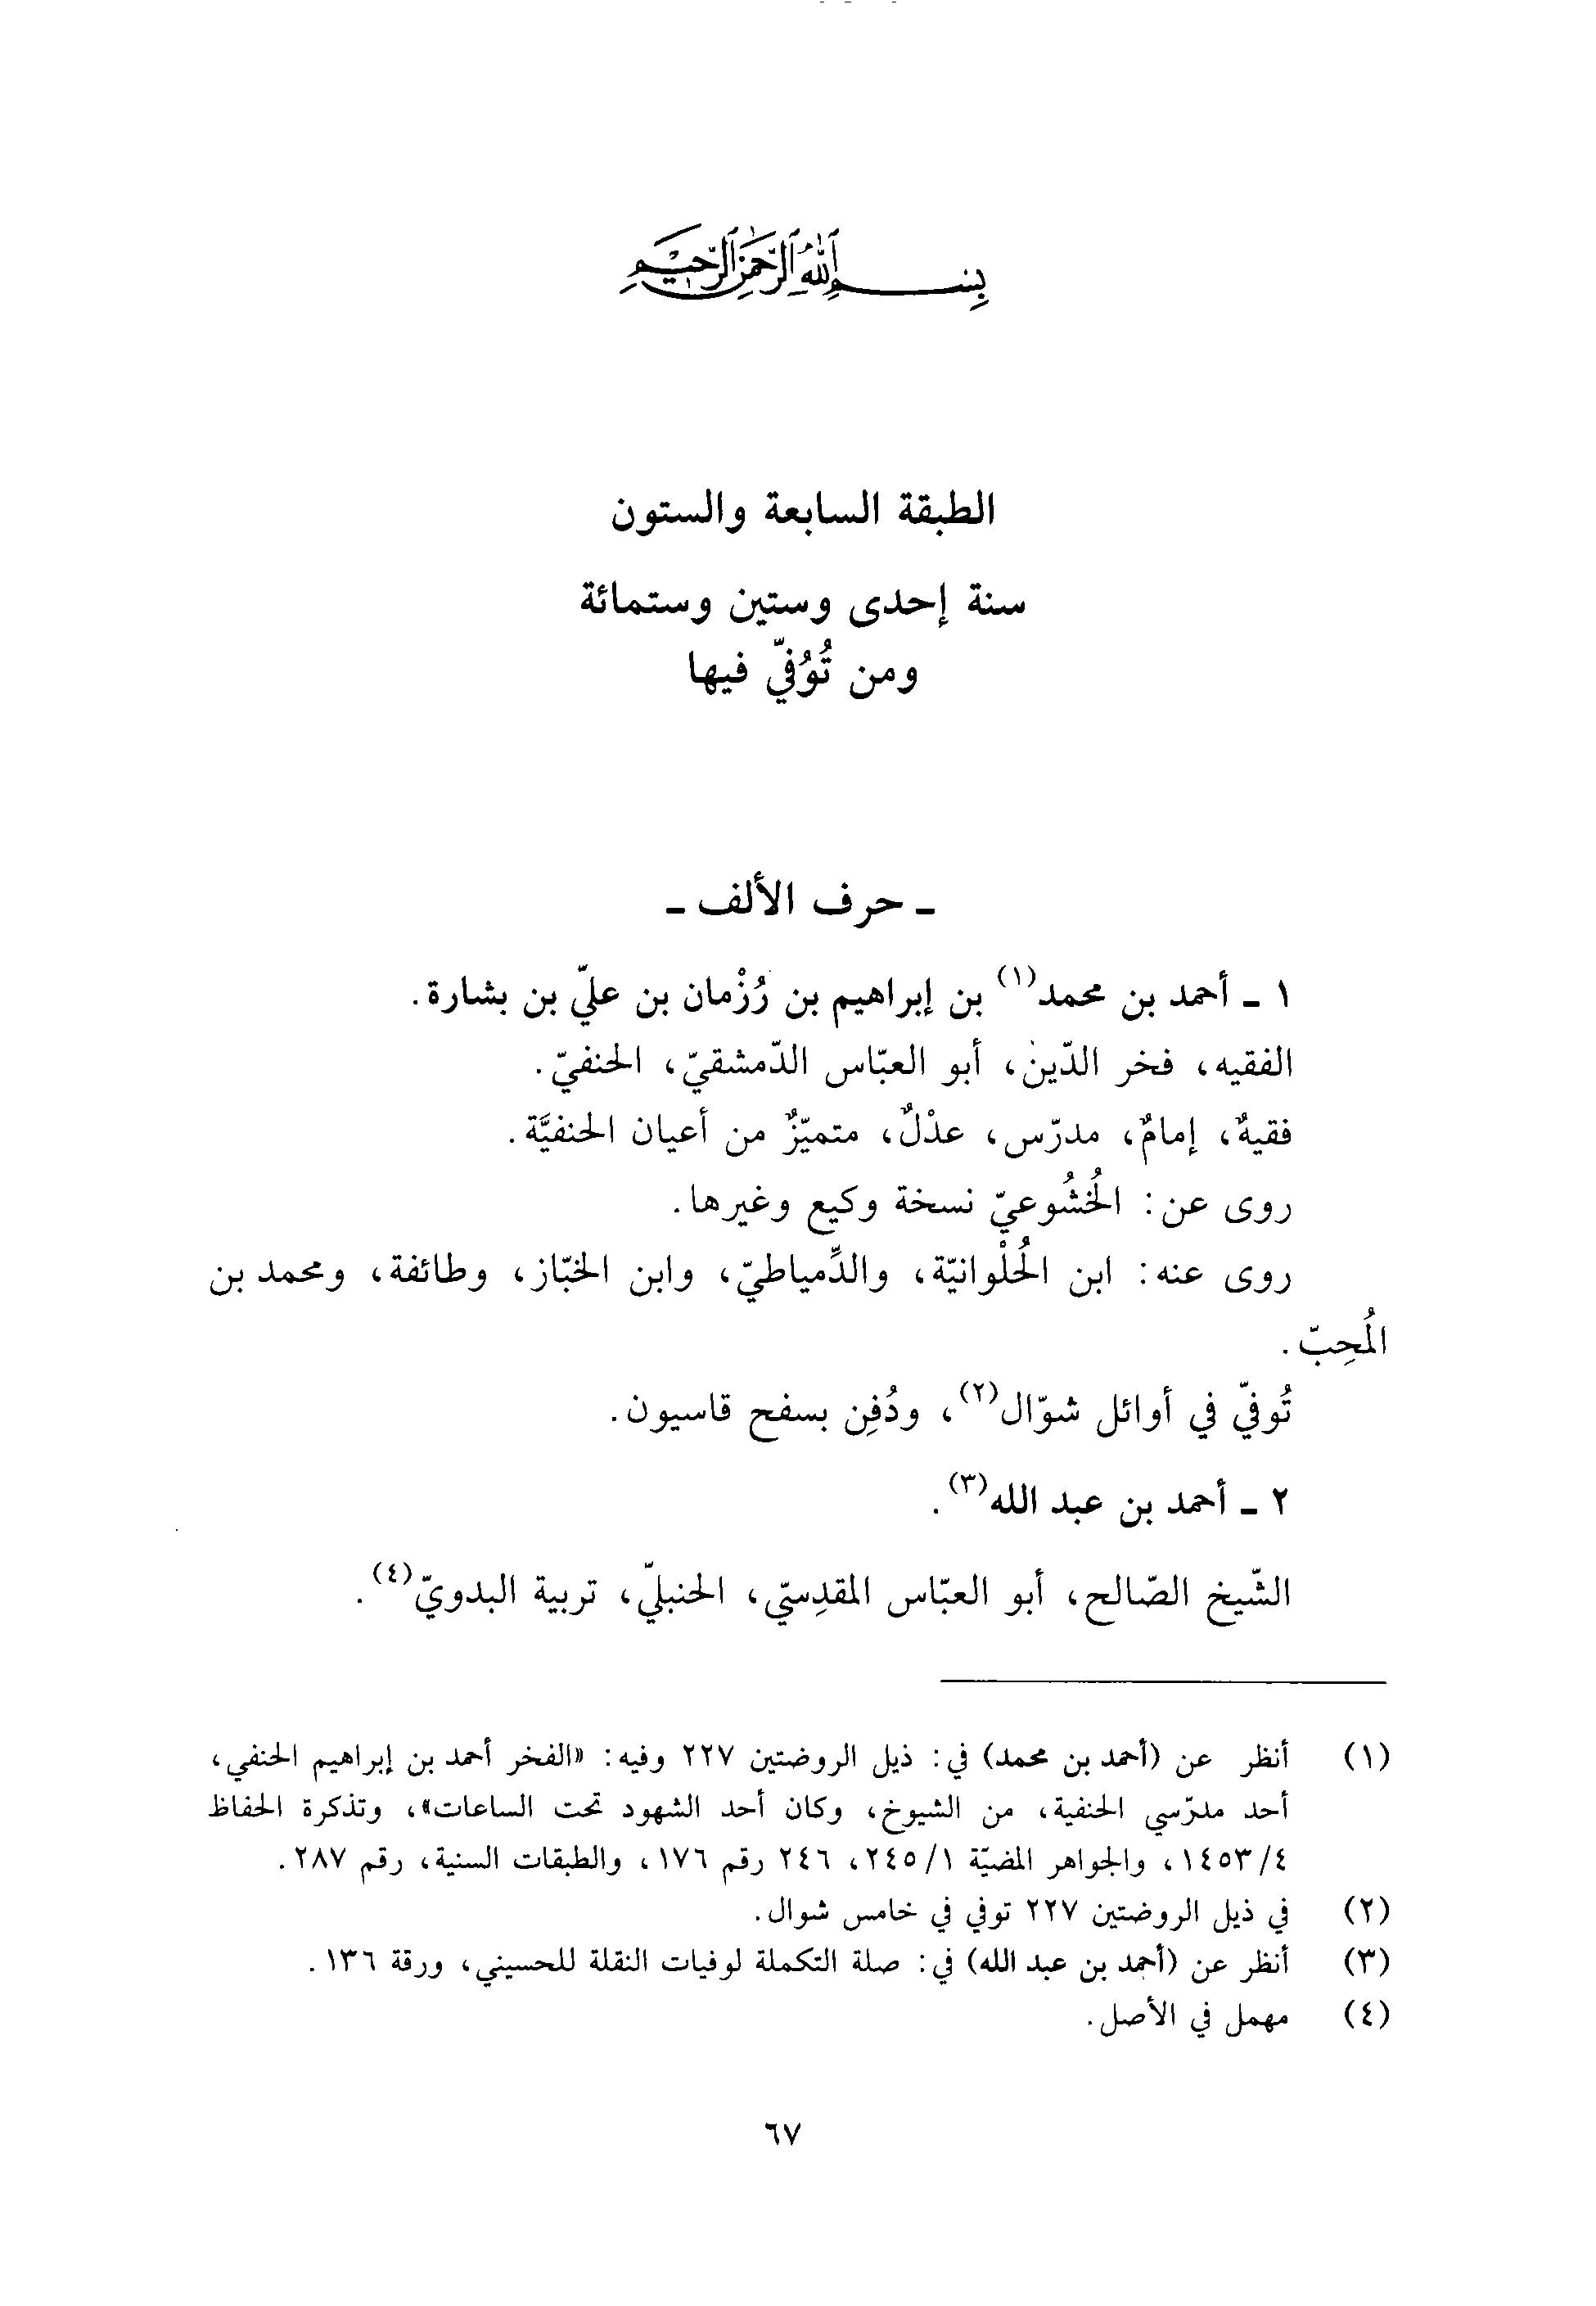 بسم الله الرحمن الرحيم
الطبقة السابعة والستون
سنة إحدى وستين وستمائة
ومن تُوُفّي فيها
ـ حرف الألف ـ
١ ـ أحمد بن محمد(١) بن إبراهيم بن رُزْمان بن عليّ بن بشارة.
الفقيه، فخر الدّين، أبو العبّاس الدّمشقيّ، الحنفيّ.
فقيهٌ، إمامٌ، مدرّس، عدْلٌ، متميّزٌ من أعيان الحنفيَّة.
روى عن: الخُشُوعيّ نسخة وكيع وغيرها.
روى عنه: ابن الحُلْوانيّة، والدِّمياطيّ، وابن الخبّاز، وطائفة، ومحمد بن
المُحِبّ.
تُوفّي في أوائل شوّال(٢)، ودُفِن بسفح قاسيون.
٢ ـ أحمد بن عبد الله(٣).
الشّيخ الصّالح، أبو العبّاس المقدِسيّ، الحنبليّ، تربية البدويّ(٤).
(١) أنظر عن (أحمد بن محمد) في: ذيل الروضتين ٢٢٧ وفيه: «الفخر أحمد بن إبراهيم الحنفي،
أحد مدرّسي الحنفية، من الشيوخ، وكان أحد الشهود تحت الساعات»، وتذكرة الحفاظ
٤/١٤٥٣، والجواهر المضيّة ١/٢٤٥، ٢٤٦ رقم ١٧٦، والطبقات السنية، رقم ٢٨٧.
(٢) في ذيل الروضتين ٢٢٧ توفي في خامس شوال.
(٣) أنظر عن (أحمد بن عبد الله) في: صلة التكملة لوفيات النقلة للحسيني، ورقة ١٣٦.
(٤) مهمل في الأصل.
٦٧